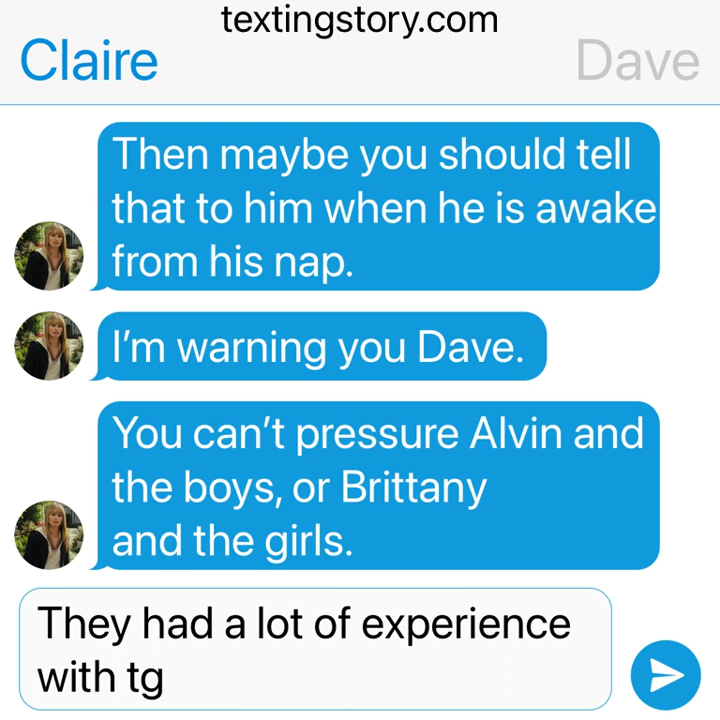 textingstory.com
Claire
Dave
Then maybe you should tell
that to him when he is awake
from his nap.
I’m warning you Dave.
You can’t pressure Alvin and
the boys, or Brittany
and the girls.
They had a lot of experience
with tg